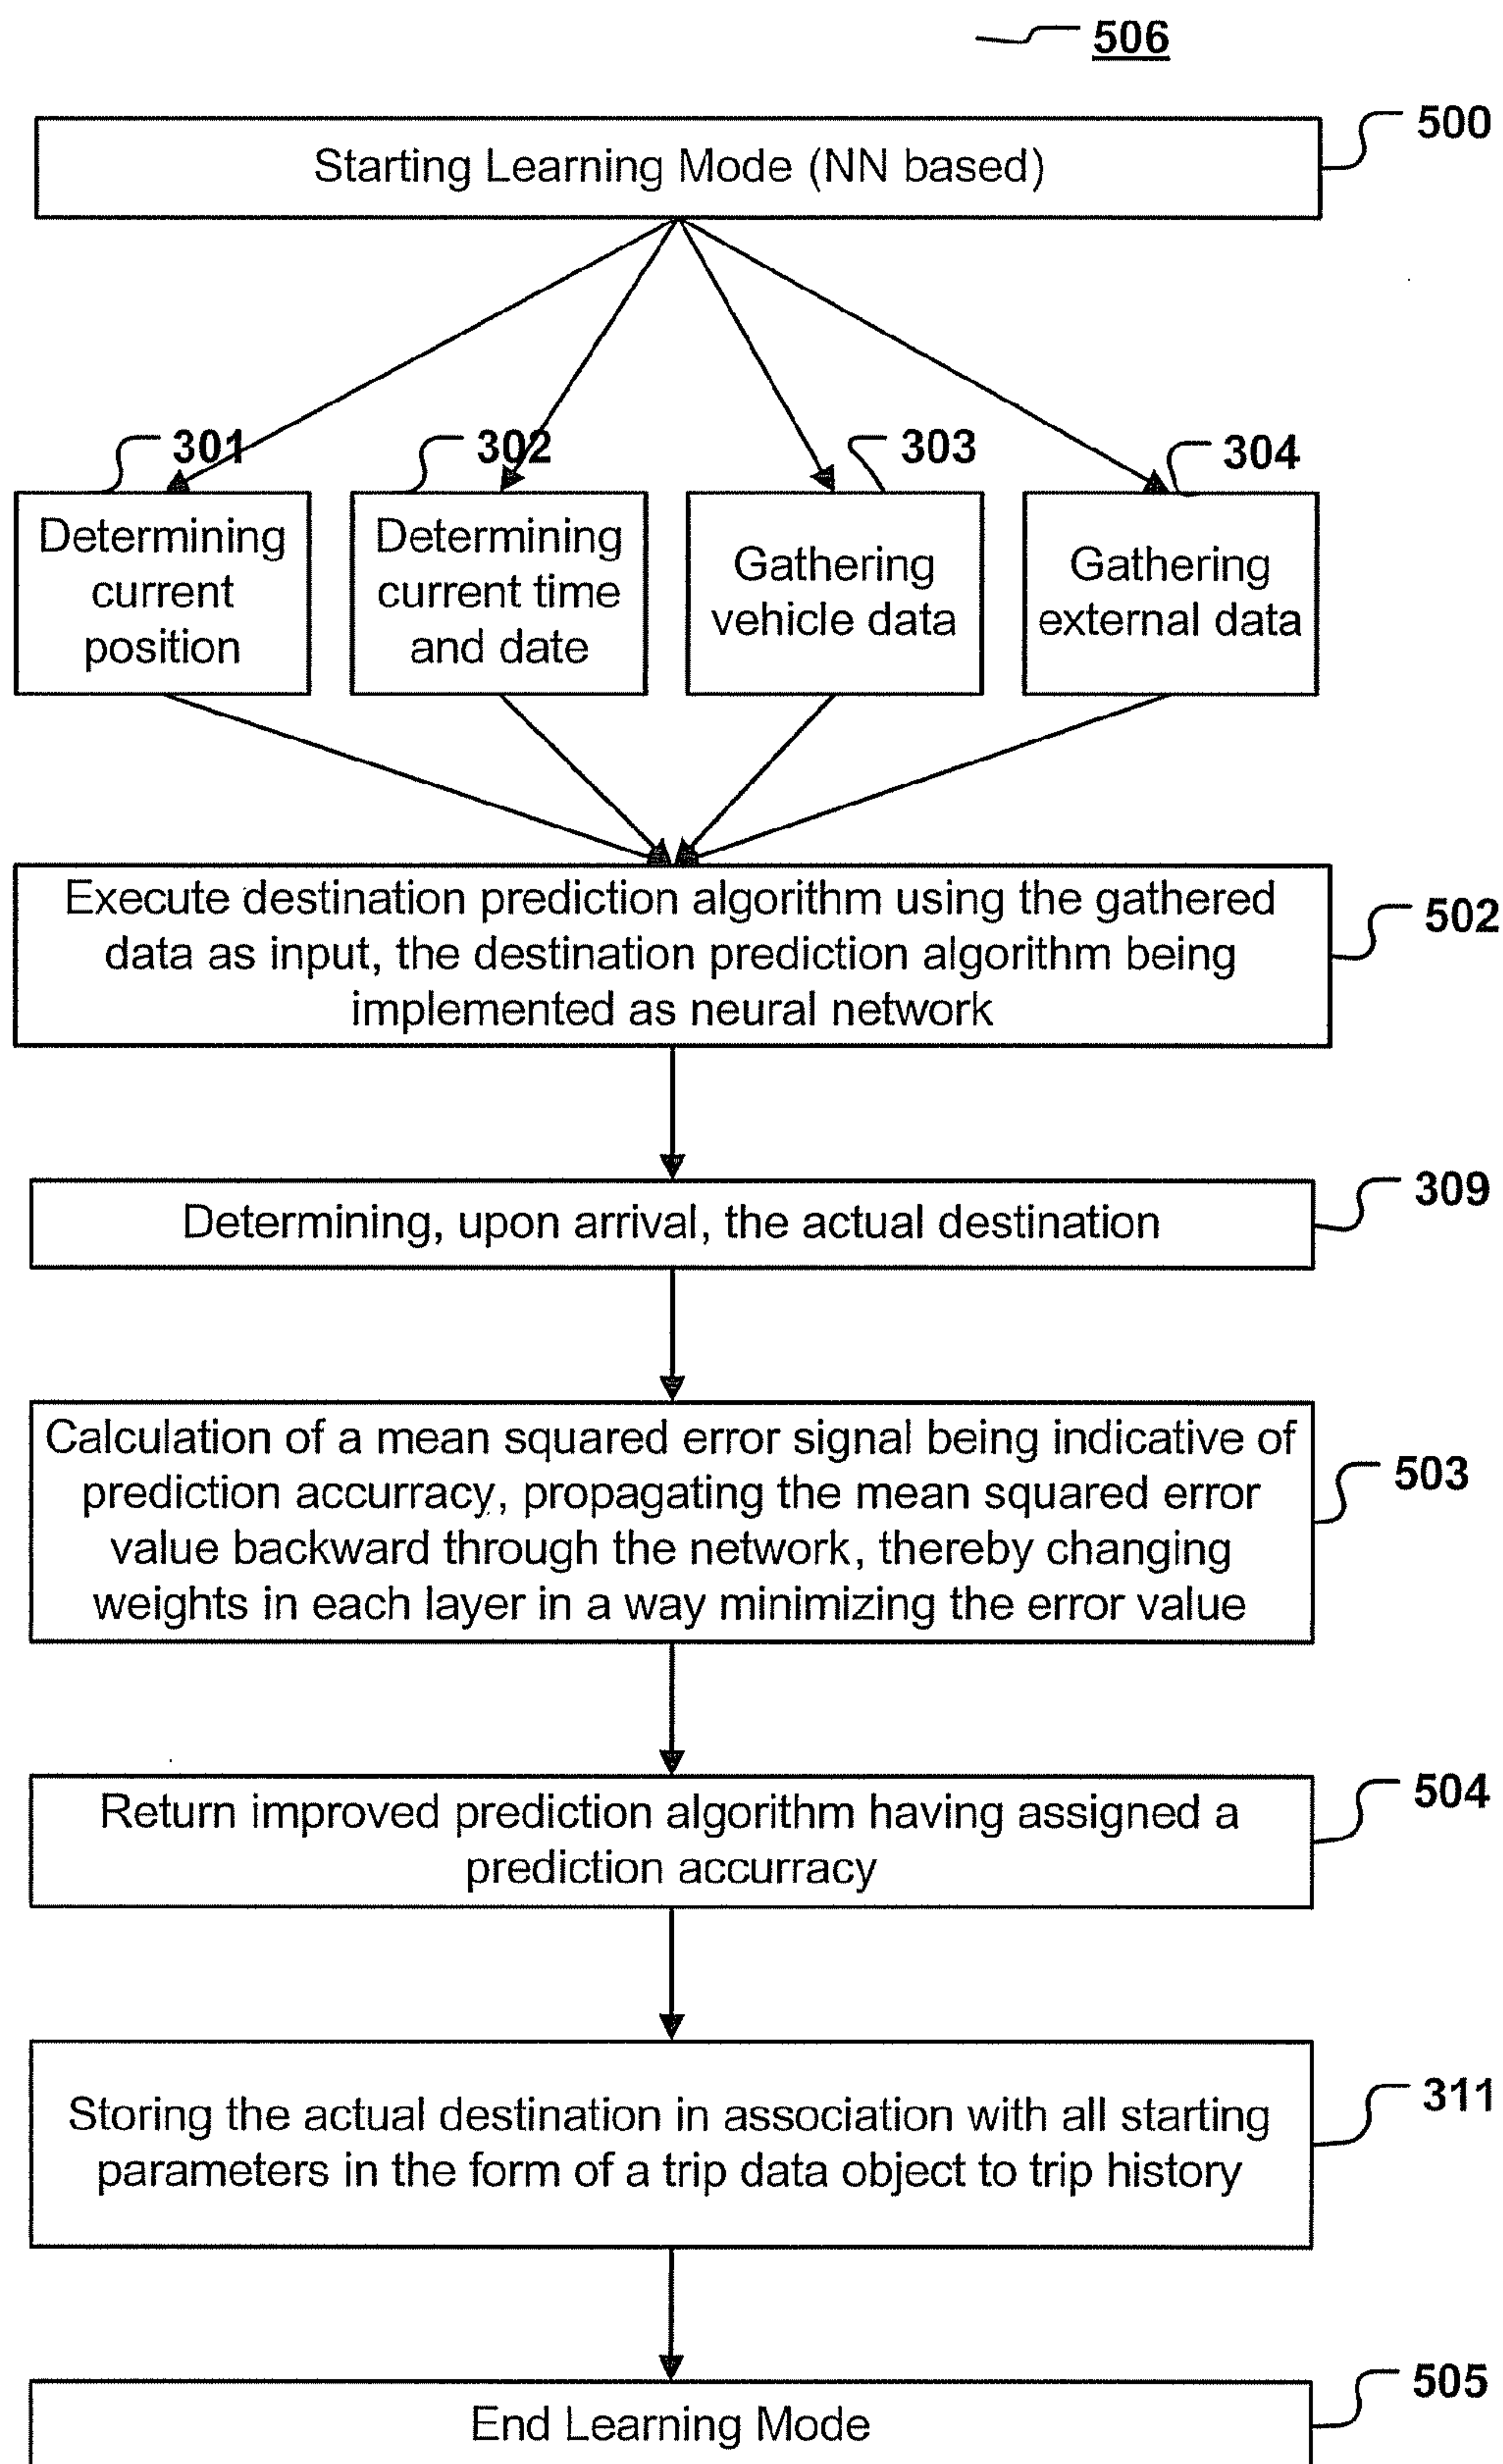 506
500
Starting Learning Mode (NN based)
301
302
303
304
Determining
current
position
Determining
current time
and date
Gathering
vehicle data
Gathering
external data
Execute destination prediction algorithm using the gathered
data as input, the destination prediction algorithm being
implemented as neural network
502
Determining, upon arrival, the actual destination
309
Calculation of a mean squared error signal being indicative of
prediction accurracy, propagating the mean squared error
value backward through the network, thereby changing
weights in each layer in a way minimizing the error value
503
Return improved prediction algorithm having assigned a
prediction accurracy
504
Storing the actual destination in association with all starting
parameters in the form of a trip data object to trip history
311
End Learning Mode
505